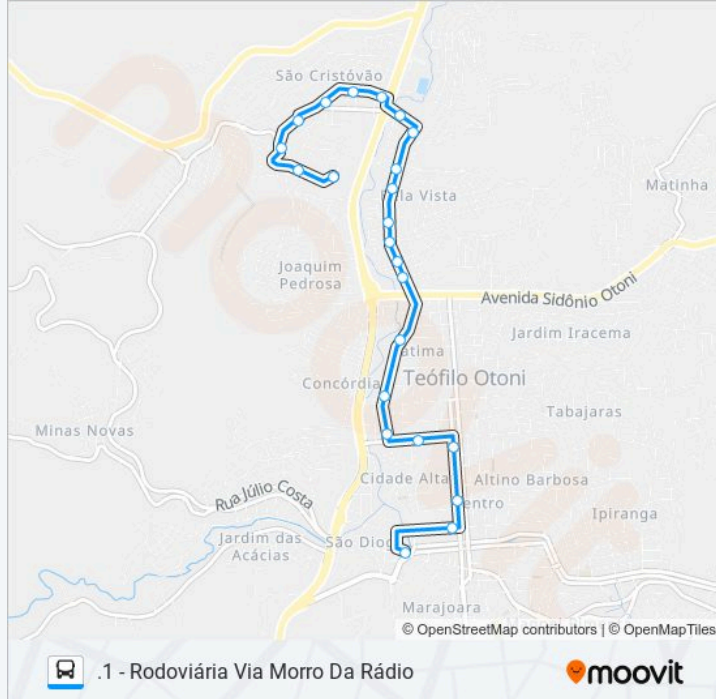 São Cristóvão
Bela Vista
Matinha
Joaquim
Pedrosa
Avenida Sidônio Otoni
Jardim Iracema
Fátima
Concórdia
Teófilo Otoni
Tabajaras
Minas Novas
Cidade Alta
Altino Barbosa
Rua Júlio Costa
Centro
Ipiranga
Jardim das
Acácias
São Diogo
Marajoara
© OpenStreetMap contributors | © OpenMapTiles
.1 - Rodoviária Via Morro Da Rádio
moovit